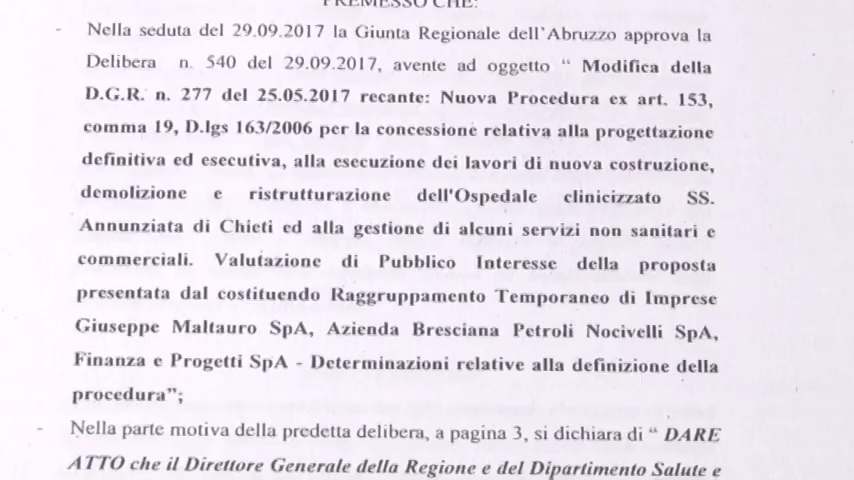 PREMESSO CHE:
- Nella seduta del 29.09.2017 la Giunta Regionale dell'Abruzzo approva la
Delibera n. 540 del 29.09.2017, avente ad oggetto " Modifica della
D.G.R. n. 277 del 25.05.2017 recante: Nuova Procedura ex art. 153,
comma 19, D.lgs 163/2006 per la concessione relativa alla progettazione
definitiva ed esecutiva, alla esecuzione dei lavori di nuova costruzione,
demolizione e ristrutturazione dell'Ospedale clinicizzato SS.
Annunziata di Chieti ed alla gestione di alcuni servizi non sanitari e
commerciali. Valutazione di Pubblico Interesse della proposta
presentata dal costituendo Raggruppamento Temporaneo di Imprese
Giuseppe Maltauro SpA, Azienda Bresciana Petroli Nocivelli SpA,
Finanza e Progetti SpA - Determinazioni relative alla definizione della
procedura";
- Nella parte motiva della predetta delibera, a pagina 3, si dichiara di " DARE
ATTO che il Direttore Generale della Regione e del Dipartimento Salute e